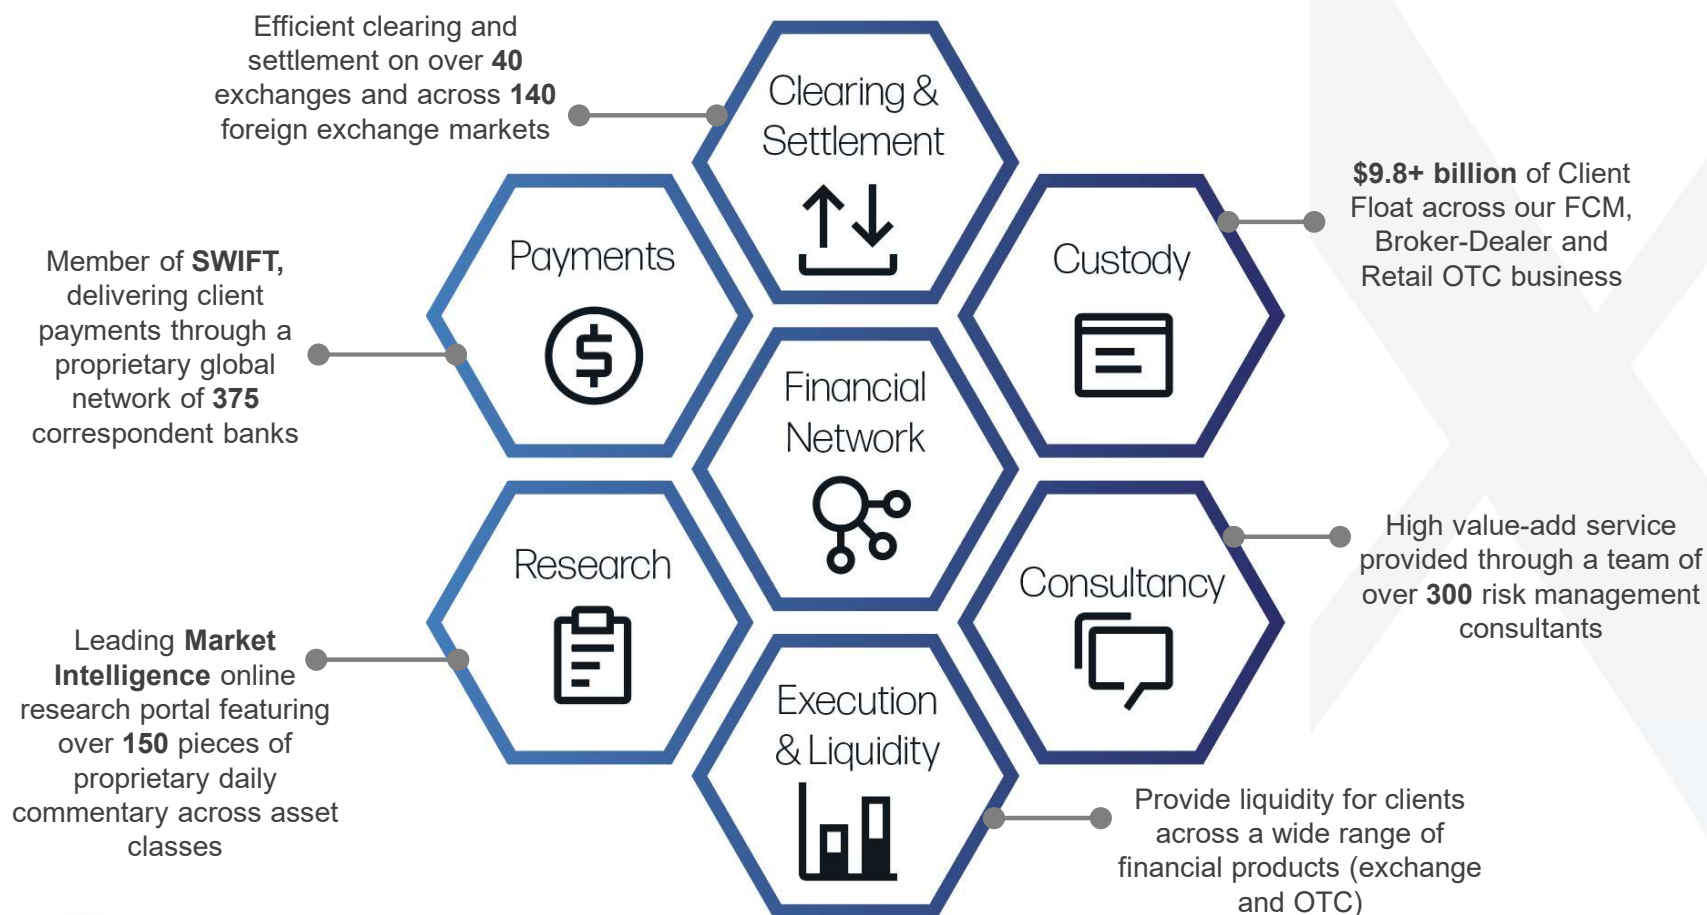 Efficient clearing and
settlement on over 40
exchanges and across 140
foreign exchange markets
Clearing &
Settlement
$9.8+ billion of Client
Float across our FCM,
Broker-Dealer and
Retail OTC business
Payments
Custody
Member of SWIFT,
delivering client
payments through a
proprietary global
network of 375
correspondent banks
Financial
Network
High value-add service
provided through a team of
over 300 risk management
consultants
Research
Consultancy
Leading Market
Intelligence online
research portal featuring
over 150 pieces of
proprietary daily
commentary across asset
classes
Execution
& Liquidity
Provide liquidity for clients
across a wide range of
financial products (exchange
and OTC)